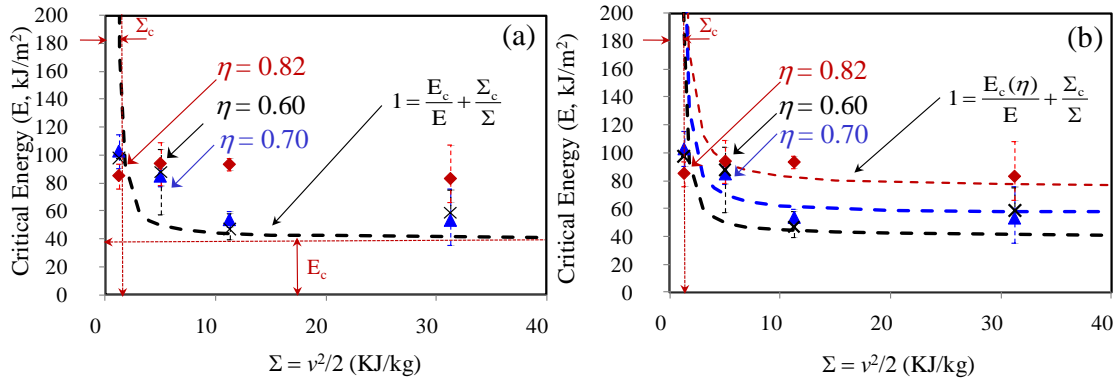 (a)
Critical Energy (E, kJ/m²)
200
180
160
140
120
100
80
60
40
20
0
Σc
η = 0.82
η = 0.60
η = 0.70
1 = Ec/E + Σc/Σ
Ec
0 10 20 30 40
Σ = v²/2 (KJ/kg)
(b)
Critical Energy (E, kJ/m²)
200
180
160
140
120
100
80
60
40
20
0
Σc
η = 0.82
η = 0.60
η = 0.70
1 = Ec(η)/E + Σc/Σ
0 10 20 30 40
Σ = v²/2 (KJ/kg)